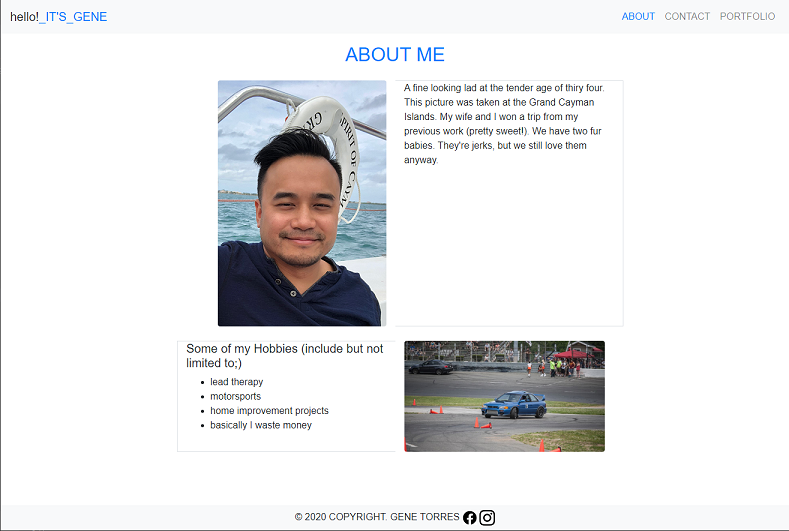 hello!_IT'S_GENE
ABOUT CONTACT PORTFOLIO
ABOUT ME
A fine looking lad at the tender age of thiry four.
This picture was taken at the Grand Cayman
Islands. My wife and I won a trip from my
previous work (pretty sweet!). We have two fur
babies. They're jerks, but we still love them
anyway.
Some of my Hobbies (include but not
limited to;)
lead therapy
motorsports
home improvement projects
basically I waste money
© 2020 COPYRIGHT. GENE TORRES